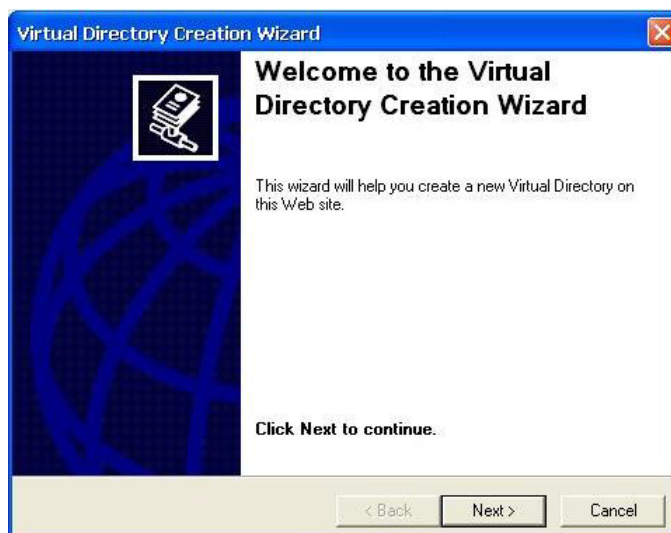 Virtual Directory Creation Wizard
Welcome to the Virtual
Directory Creation Wizard
This wizard will help you create a new Virtual Directory on
this Web site.
Click Next to continue.
< Back Next > Cancel